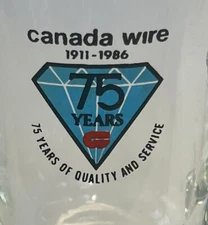 canada wire
1911-1986
75
YEARS
75 YEARS OF QUALITY AND SERVICE